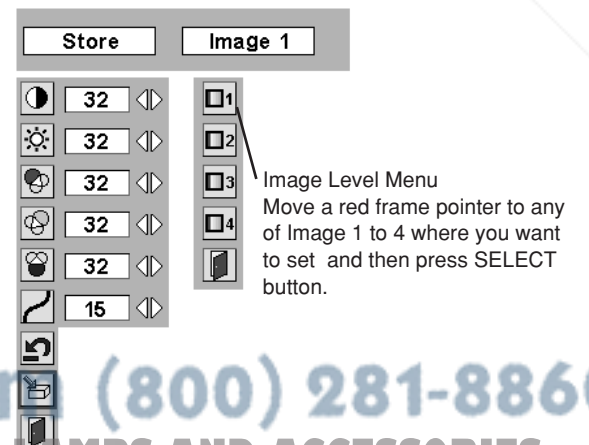 Store Image 1
32 1
32 2
32 3
32 4
32
15
Image Level Menu
Move a red frame pointer to any
of Image 1 to 4 where you want
to set and then press SELECT
button.
(800) 281-886
AND ACCESSORIES